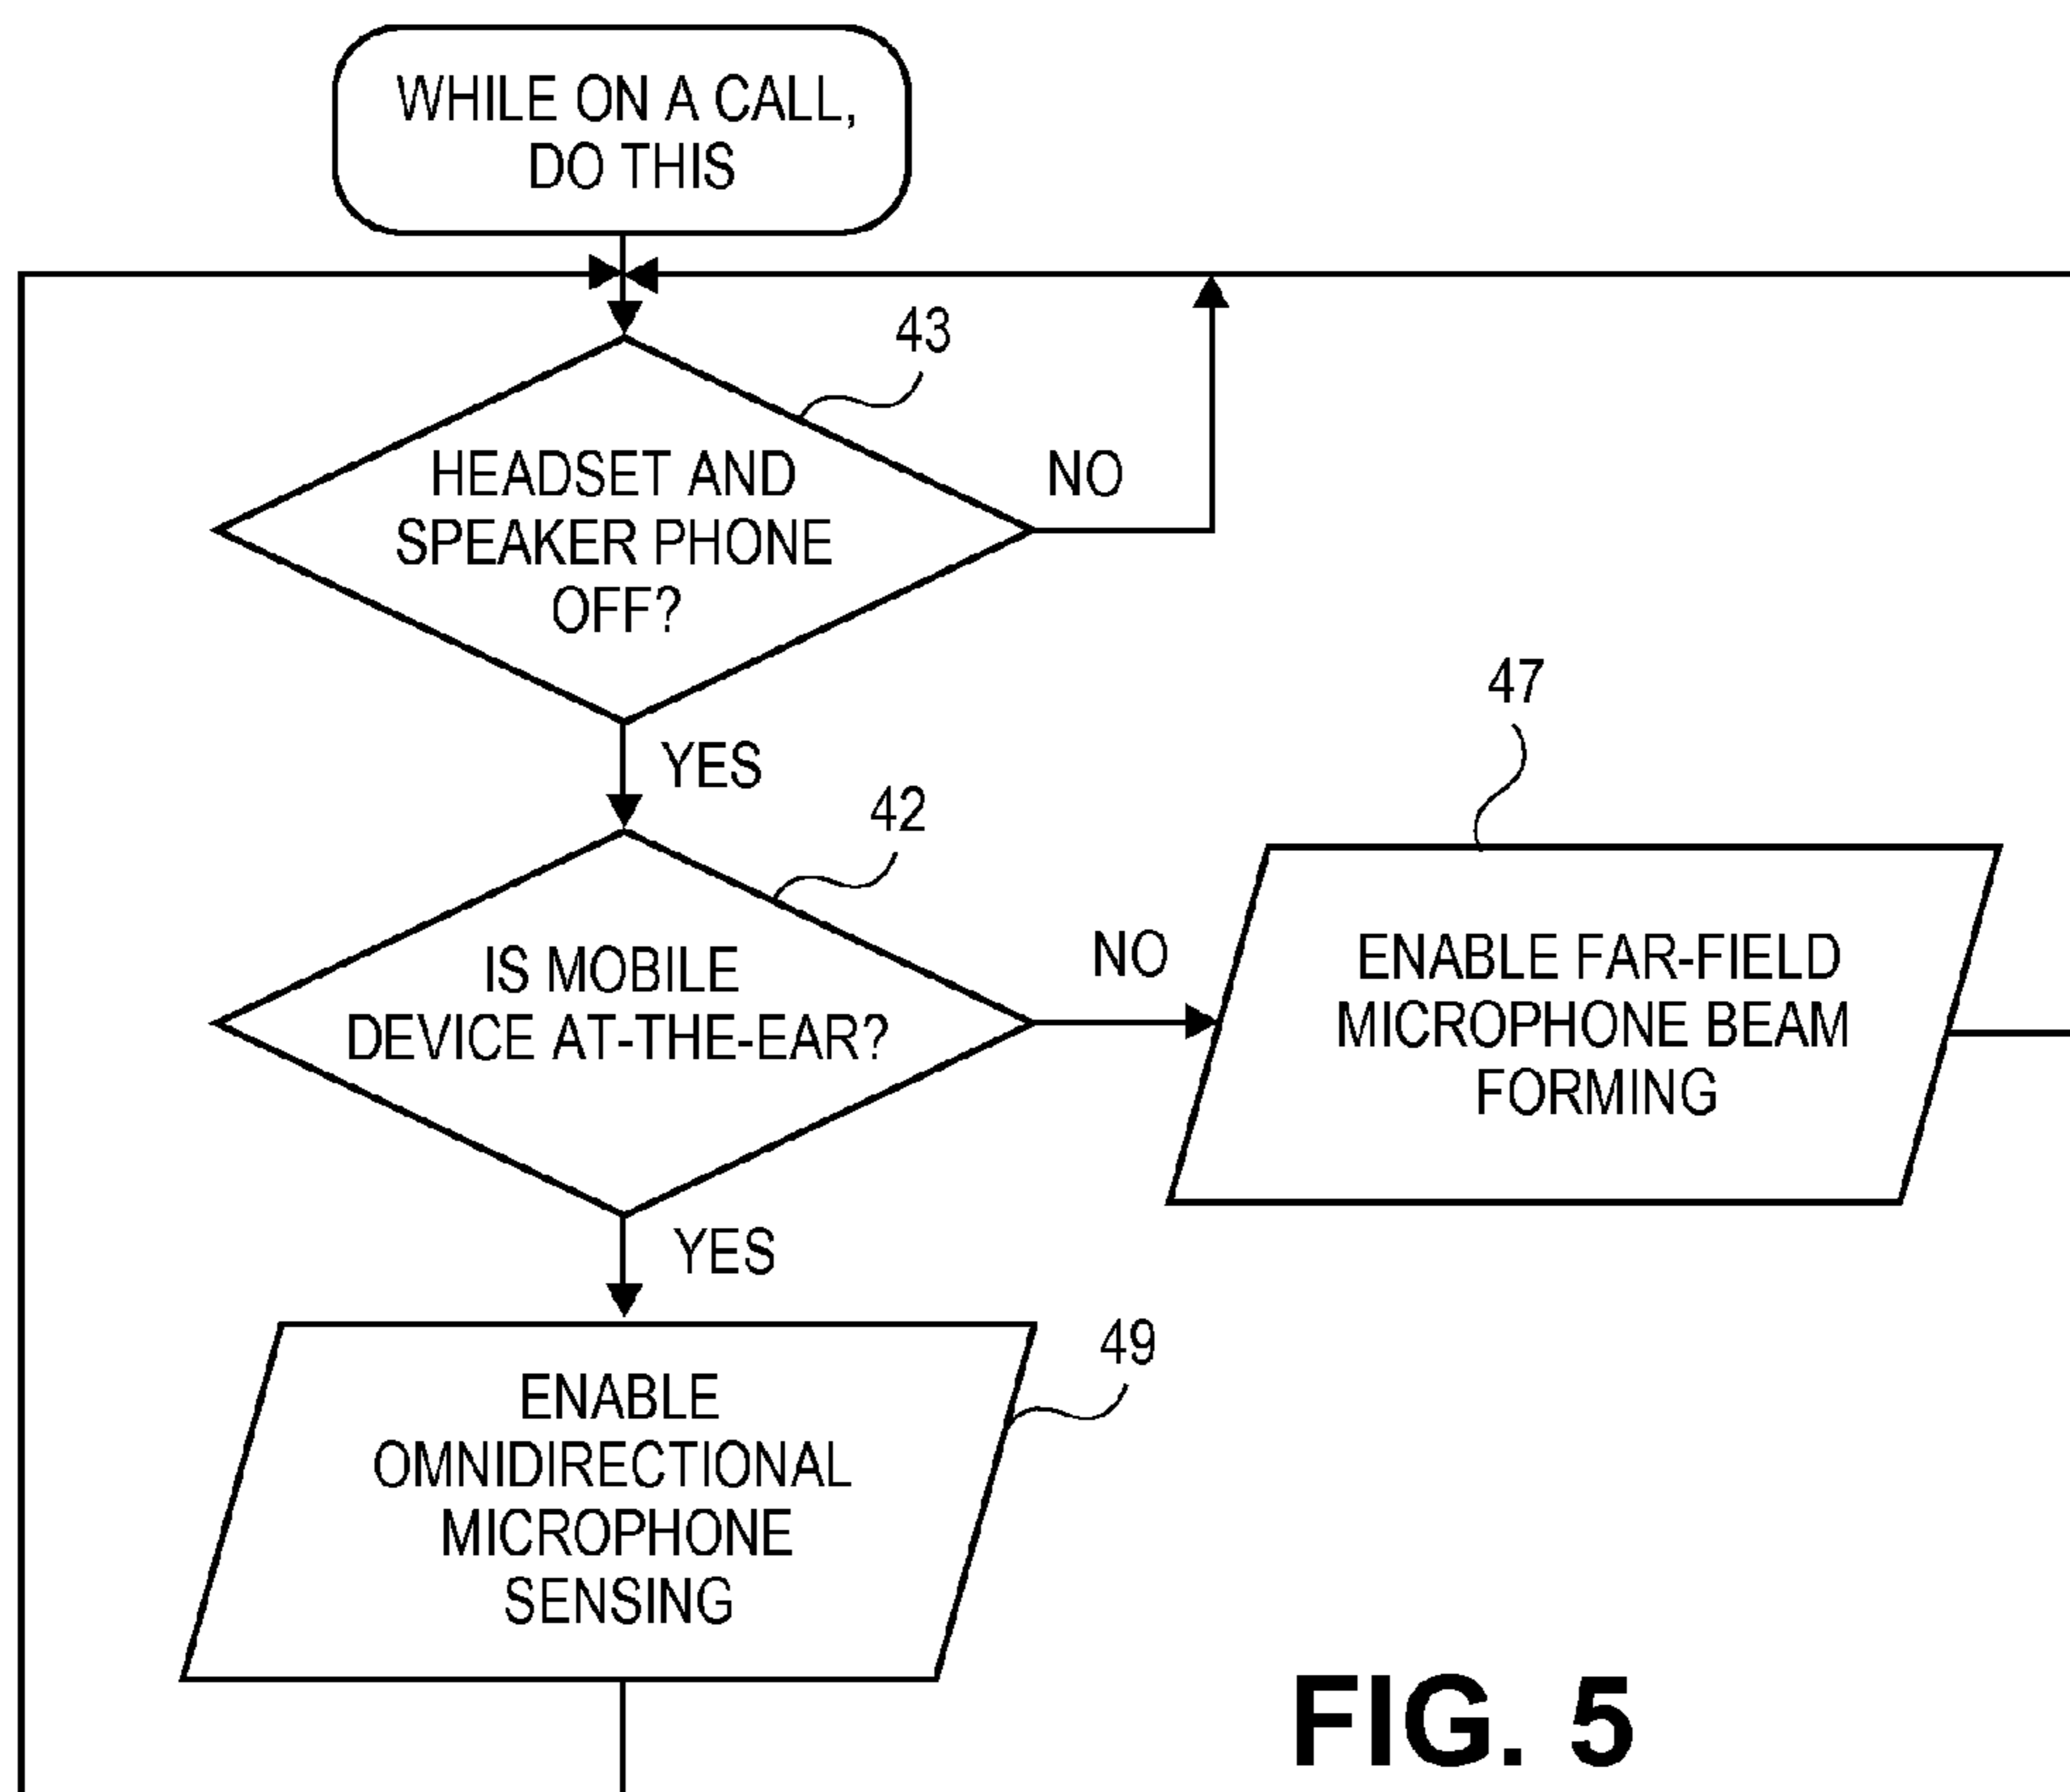 WHILE ON A CALL,
DO THIS
43
HEADSET AND
SPEAKER PHONE
OFF?
NO
YES
47
42
IS MOBILE
DEVICE AT-THE-EAR?
NO
ENABLE FAR-FIELD
MICROPHONE BEAM
FORMING
YES
49
ENABLE
OMNIDIRECTIONAL
MICROPHONE
SENSING
FIG. 5